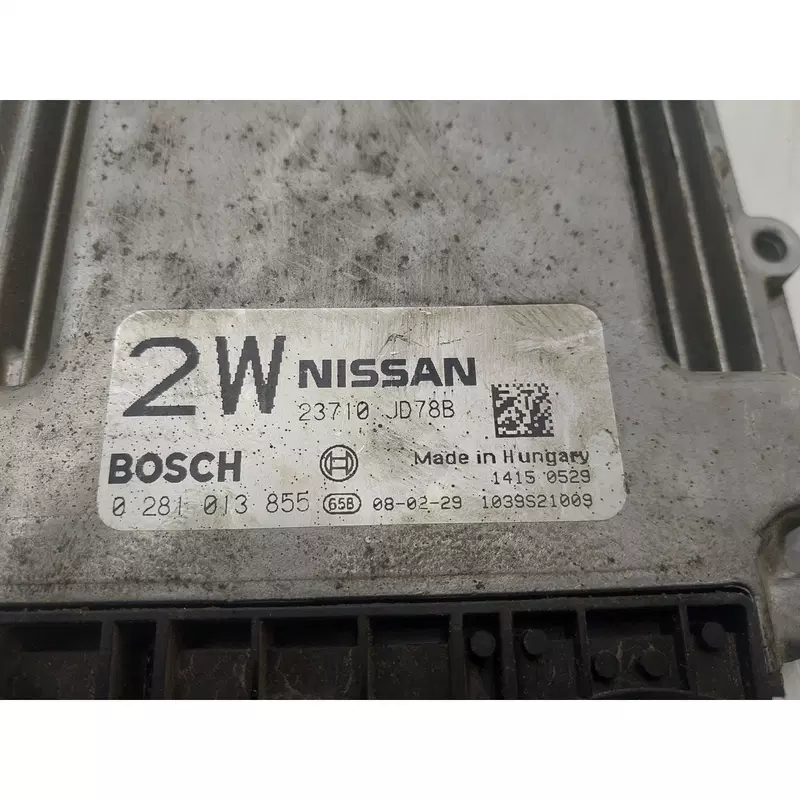 2W NISSAN
23710 JD78B
BOSCH Made in Hungary
1415 0529
0 281 013 855 65B 08-02-29 1039S21009